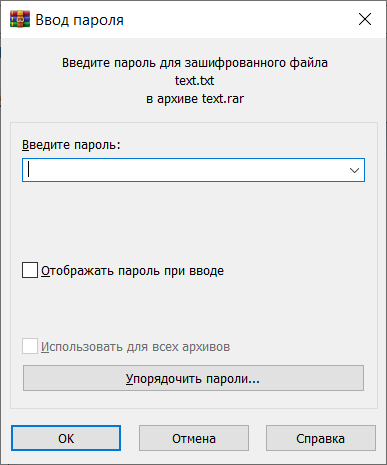 Ввод пароля
Введите пароль для зашифрованного файла
text.txt
в архиве text.rar
Введите пароль:
Отображать пароль при вводе
Использовать для всех архивов
Упорядочить пароли...
ОК
Отмена
Справка